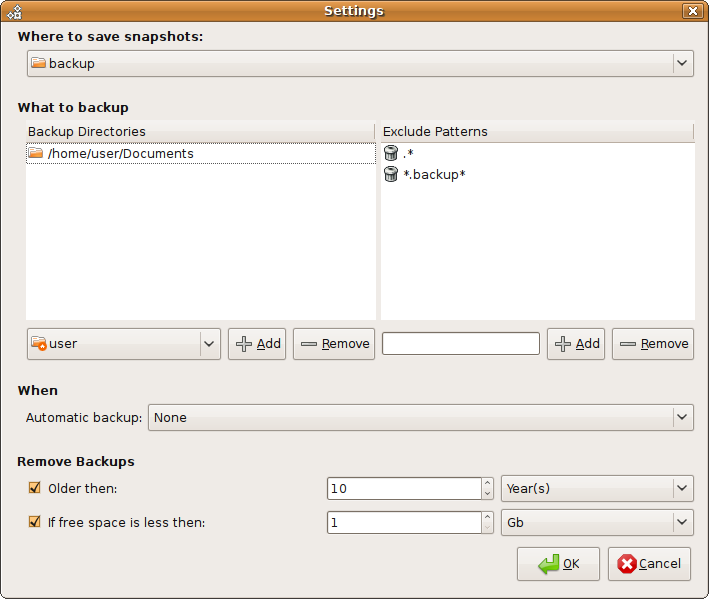 Settings
Where to save snapshots:
backup
What to backup
Backup Directories Exclude Patterns
/home/user/Documents .*
*.backup*
user Add Remove Add Remove
When
Automatic backup: None
Remove Backups
Older then: 10 Year(s)
If free space is less then: 1 Gb
OK Cancel